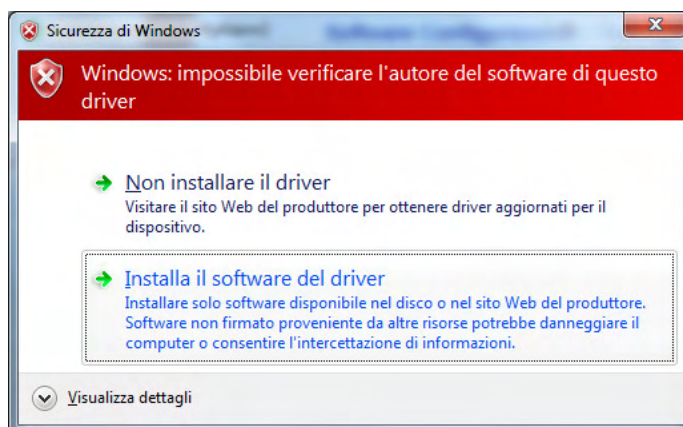 Sicurezza di Windows
Windows: impossibile verificare l'autore del software di questo
driver
Non installare il driver
Visitare il sito Web del produttore per ottenere driver aggiornati per il
dispositivo.
Installa il software del driver
Installare solo software disponibile nel disco o nel sito Web del produttore.
Software non firmato proveniente da altre risorse potrebbe danneggiare il
computer o consentire l'intercettazione di informazioni.
Visualizza dettagli